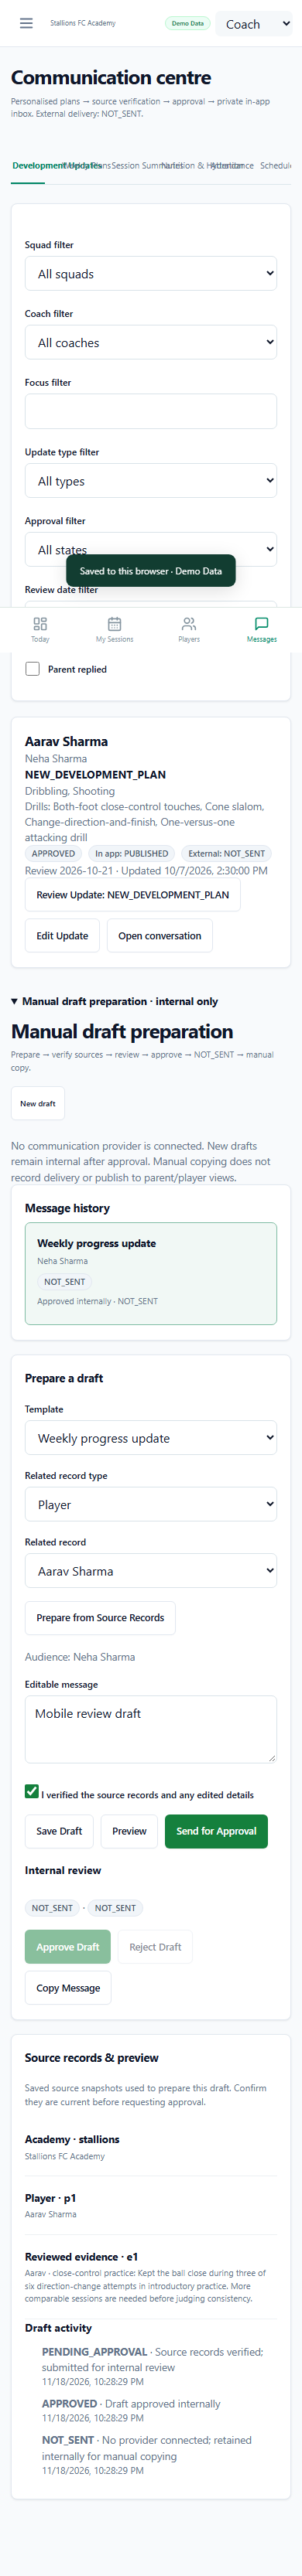 Stallions FC Academy
Demo Data
Coach
Communication centre
Personalised plans → source verification → approval → private in-app
inbox. External delivery: NOT_SENT.
Development Updates
Session Summaries
Nutrition & Hydration
Attendance
Schedule
Squad filter
All squads
Coach filter
All coaches
Focus filter
Update type filter
All types
Approval filter
All states
Saved to this browser · Demo Data
Review date filter
Today
My Sessions
Players
Messages
Parent replied
Aarav Sharma
Neha Sharma
NEW_DEVELOPMENT_PLAN
Dribbling, Shooting
Drills: Both-foot close-control touches, Cone slalom,
Change-direction-and-finish, One-versus-one
attacking drill
APPROVED
In app: PUBLISHED
External: NOT_SENT
Review 2026-10-21 · Updated 10/7/2026, 2:30:00 PM
Review Update: NEW_DEVELOPMENT_PLAN
Edit Update
Open conversation
▼ Manual draft preparation · internal only
Manual draft preparation
Prepare → verify sources → review → approve → NOT_SENT → manual
copy.
New draft
No communication provider is connected. New drafts
remain internal after approval. Manual copying does not
record delivery or publish to parent/player views.
Message history
Weekly progress update
Neha Sharma
NOT_SENT
Approved internally · NOT_SENT
Prepare a draft
Template
Weekly progress update
Related record type
Player
Related record
Aarav Sharma
Prepare from Source Records
Audience: Neha Sharma
Editable message
Mobile review draft
I verified the source records and any edited details
Save Draft
Preview
Send for Approval
Internal review
NOT_SENT · NOT_SENT
Approve Draft
Reject Draft
Copy Message
Source records & preview
Saved source snapshots used to prepare this draft. Confirm
they are current before requesting approval.
Academy · stallions
Stallions FC Academy
Player · p1
Aarav Sharma
Reviewed evidence · e1
Aarav · close-control practice: Kept the ball close during three of
six direction-change attempts in introductory practice. More
comparable sessions are needed before judging consistency.
Draft activity
PENDING_APPROVAL · Source records verified;
submitted for internal review
11/18/2026, 10:28:29 PM
APPROVED · Draft approved internally
11/18/2026, 10:28:29 PM
NOT_SENT · No provider connected; retained
internally for manual copying
11/18/2026, 10:28:29 PM